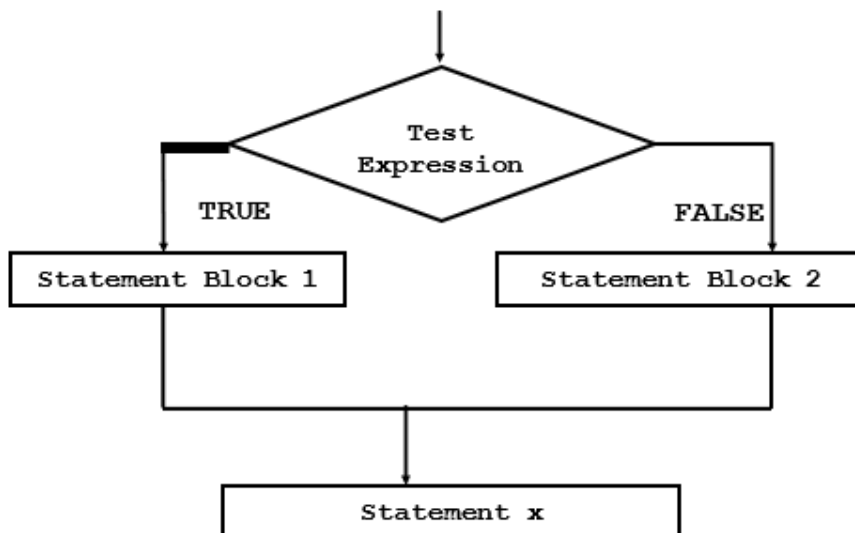 Test
Expression
TRUE
FALSE
Statement Block 1
Statement Block 2
Statement x